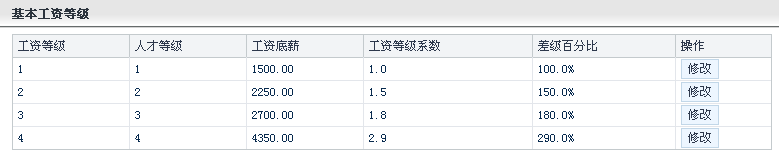 基本工资等级
工资等级 人才等级 工资底薪 工资等级系数 差级百分比 操作
1 1 1500.00 1.0 100.0% 修改
2 2 2250.00 1.5 150.0% 修改
3 3 2700.00 1.8 180.0% 修改
4 4 4350.00 2.9 290.0% 修改